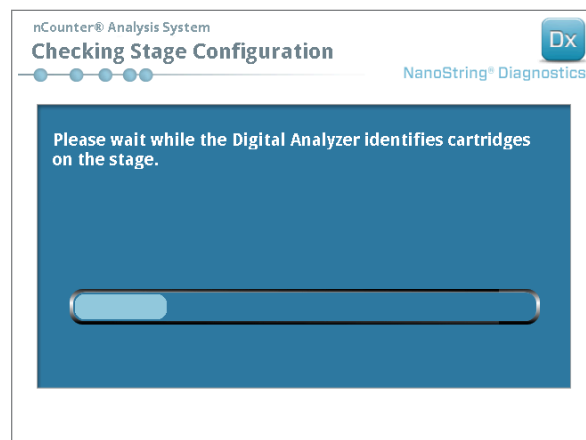 nCounter® Analysis System
Checking Stage Configuration
Dx
NanoString® Diagnostics
Please wait while the Digital Analyzer identifies cartridges
on the stage.